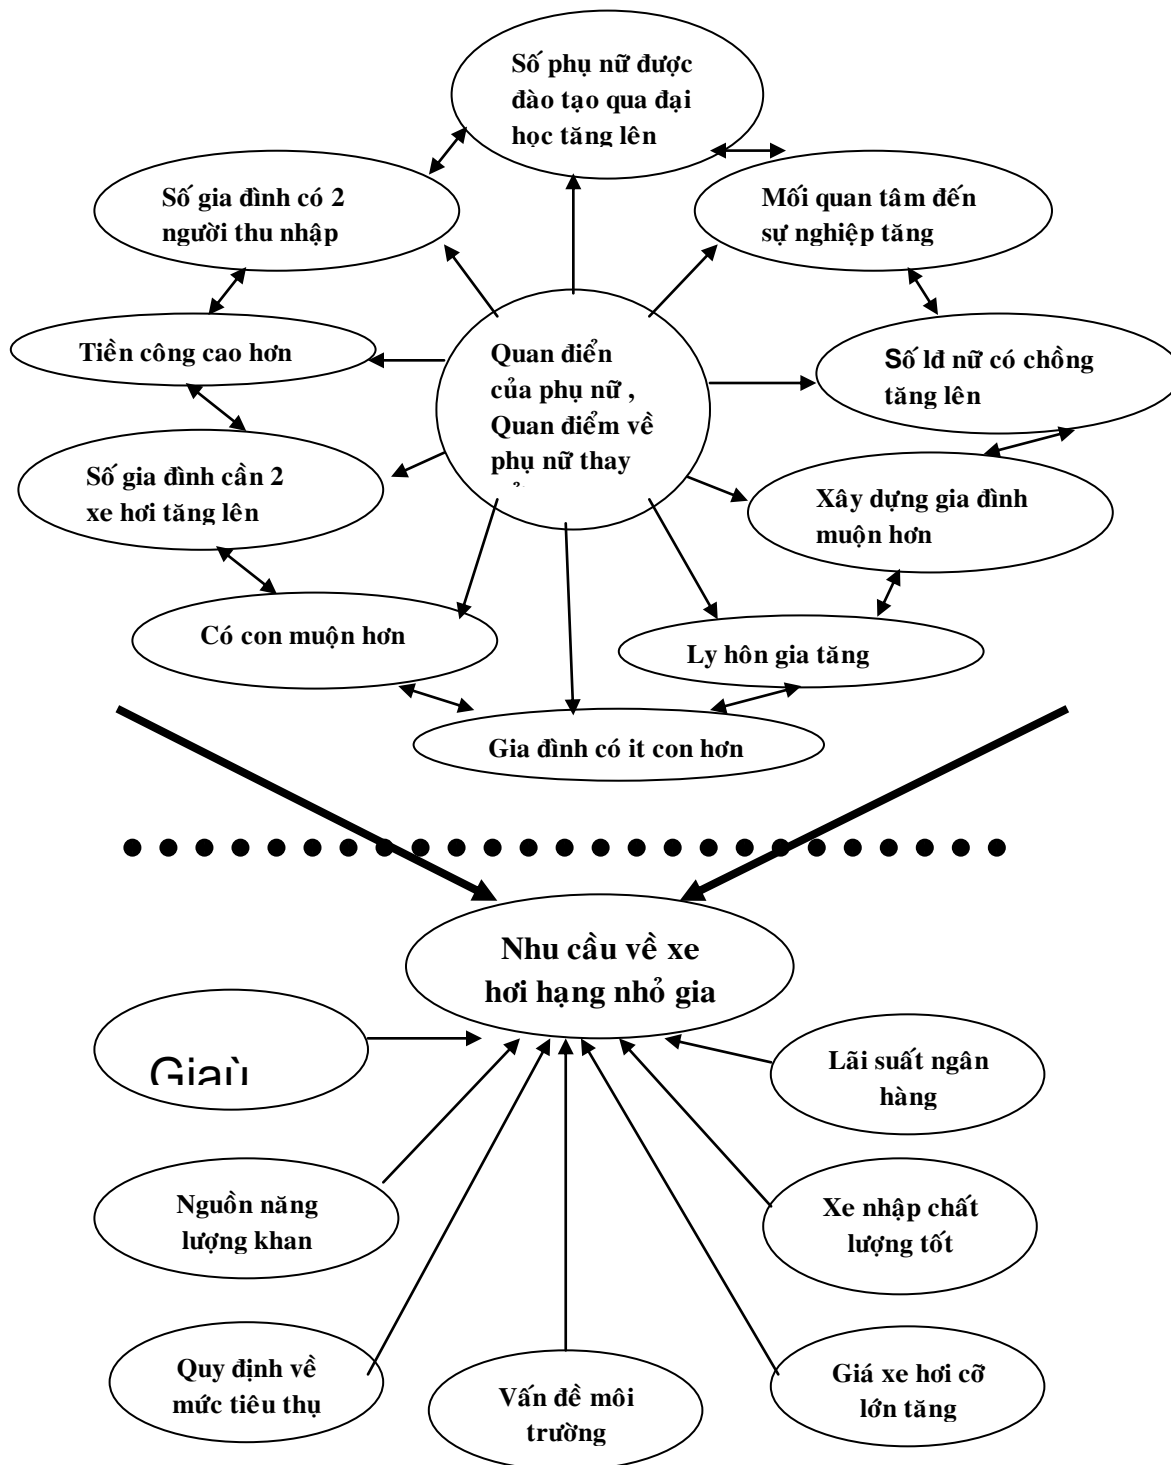 Số phụ nữ được
đào tạo qua đại
học tăng lên
Số gia đình có 2
người thu nhập
Mối quan tâm đến
sự nghiệp tăng
Tiền công cao hơn
Quan điển
của phụ nữ ,
Quan điểm về
phụ nữ thay
Số lđ nữ có chồng
tăng lên
Số gia đình cần 2
xe hơi tăng lên
Xây dựng gia đình
muộn hơn
Có con muộn hơn
Ly hôn gia tăng
Gia đình có it con hơn
Nhu cầu về xe
hơi hạng nhỏ gia
Giaù
Lãi suất ngân
hàng
Nguồn năng
lượng khan
Xe nhập chất
lượng tốt
Quy định về
mức tiêu thụ
Vấn đề môi
trường
Giá xe hơi cỡ
lớn tăng